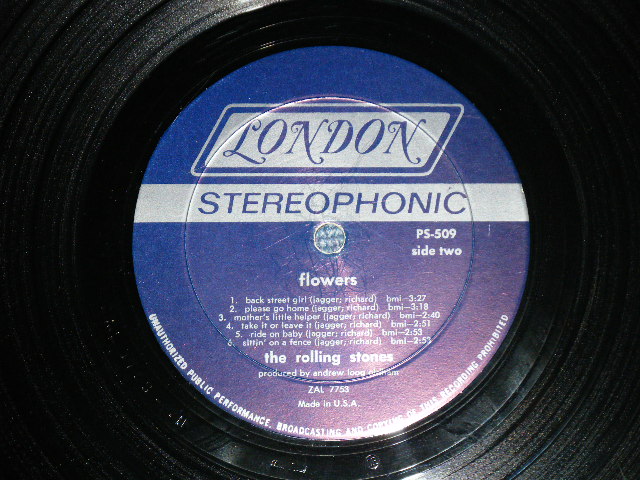 LONDON
STEREOPHONIC
PS-509
side two
flowers
1. back street girl (jagger; richard) bmi—3:27
2. please go home (jagger; richard) bmi—3:18
3. mother's little helper (jagger; richard) bmi—2:40
4. take it or leave it (jagger; richard) bmi—2:51
5. ride on baby (jagger; richard) bmi—2:53
6. sittin' on a fence (jagger; richard) bmi—2:53
the rolling stones
produced by andrew loog oldham
ZAL 7753
Made in U.S.A.
UNAUTHORIZED PUBLIC PERFORMANCE, BROADCASTING AND COPYING OF THIS RECORDING PROHIBITED